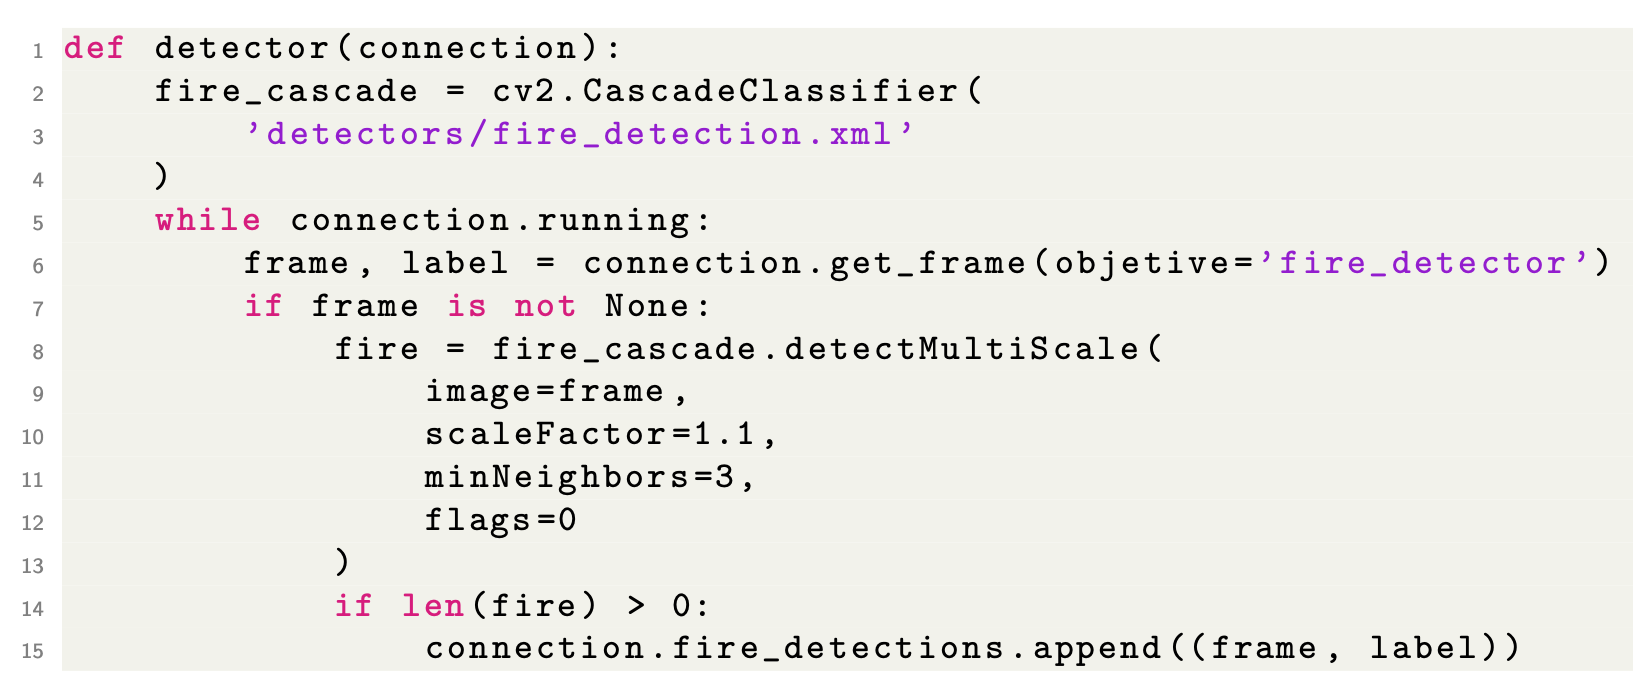 1 def detector(connection):
2     fire_cascade = cv2.CascadeClassifier(
3         ’detectors/fire_detection.xml’
4     )
5     while connection.running:
6         frame, label = connection.get_frame(objetive=’fire_detector’)
7         if frame is not None:
8             fire = fire_cascade.detectMultiScale(
9                 image=frame,
10                 scaleFactor=1.1,
11                 minNeighbors=3,
12                 flags=0
13             )
14             if len(fire) > 0:
15                 connection.fire_detections.append((frame, label))